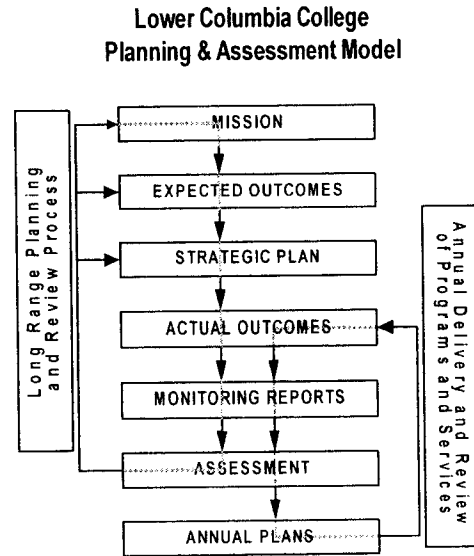 Lower Columbia College
Planning & Assessment Model
MISSION
EXPECTED OUTCOMES
STRATEGIC PLAN
ACTUAL OUTCOMES
MONITORING REPORTS
ASSESSMENT
ANNUAL PLANS
Long Range Planning
and Review Process
Annual Delivery and Review
of Programs and Services